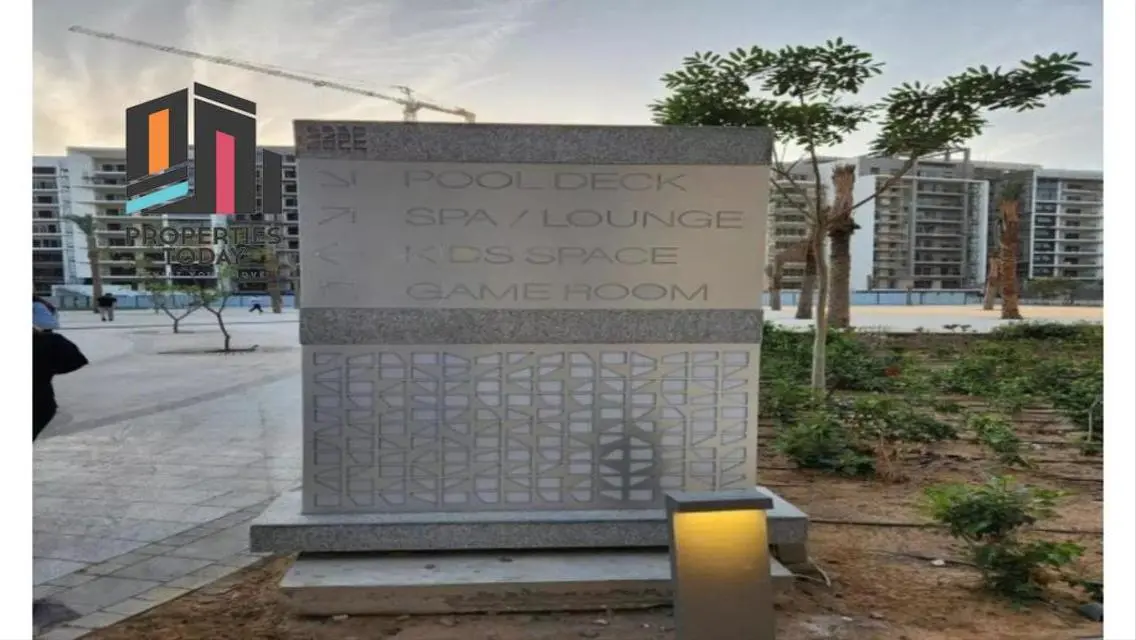 POOL DECK
SPA / LOUNGE
KIDS SPACE
GAME ROOM
PROPERTIES
TODAY